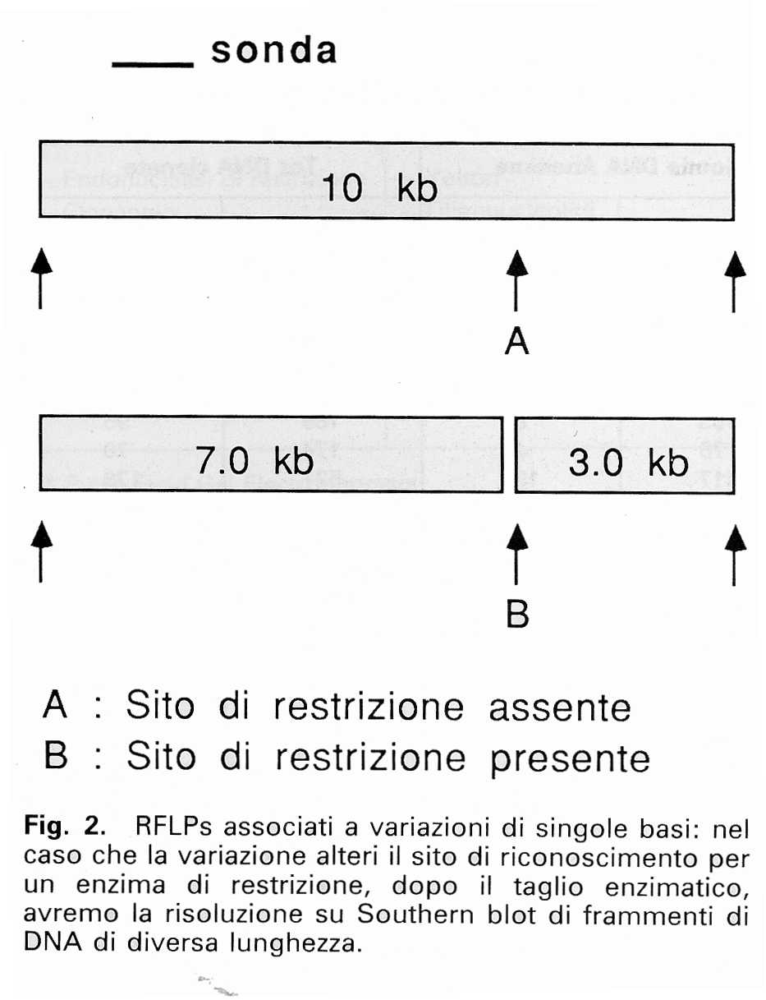 sonda
10 kb
A
7.0 kb 3.0 kb
B
A : Sito di restrizione assente
B : Sito di restrizione presente
Fig. 2. RFLPs associati a variazioni di singole basi: nel
caso che la variazione alteri il sito di riconoscimento per
un enzima di restrizione, dopo il taglio enzimatico,
avremo la risoluzione su Southern blot di frammenti di
DNA di diversa lunghezza.